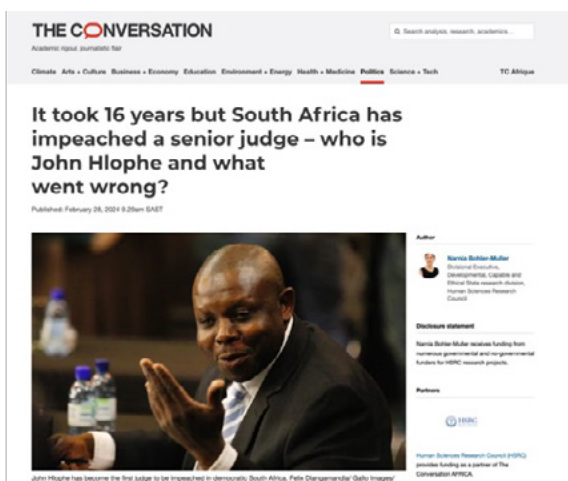 THE CONVERSATION
Academic rigour, journalistic flair
Search analysis, research, academics…
Climate Arts + Culture Business + Economy Education Environment + Energy Health + Medicine Politics Science + Tech TC Afrique
It took 16 years but South Africa has
impeached a senior judge – who is
John Hlophe and what
went wrong?
Published: February 28, 2024 9.29am SAST
Author
Narnia Bohler-Muller
Divisional Executive,
Developmental, Capable and
Ethical State research division,
Human Sciences Research
Council
Disclosure statement
Narnia Bohler-Muller receives funding from
numerous governmental and no-governmental
funders for HSRC research projects.
Partners
HSRC
Human Sciences Research Council (HSRC)
provides funding as a partner of The
Conversation AFRICA.
John Hlophe has become the first judge to be impeached in democratic South Africa. Felix Dlangamandla/ Gallo Images/